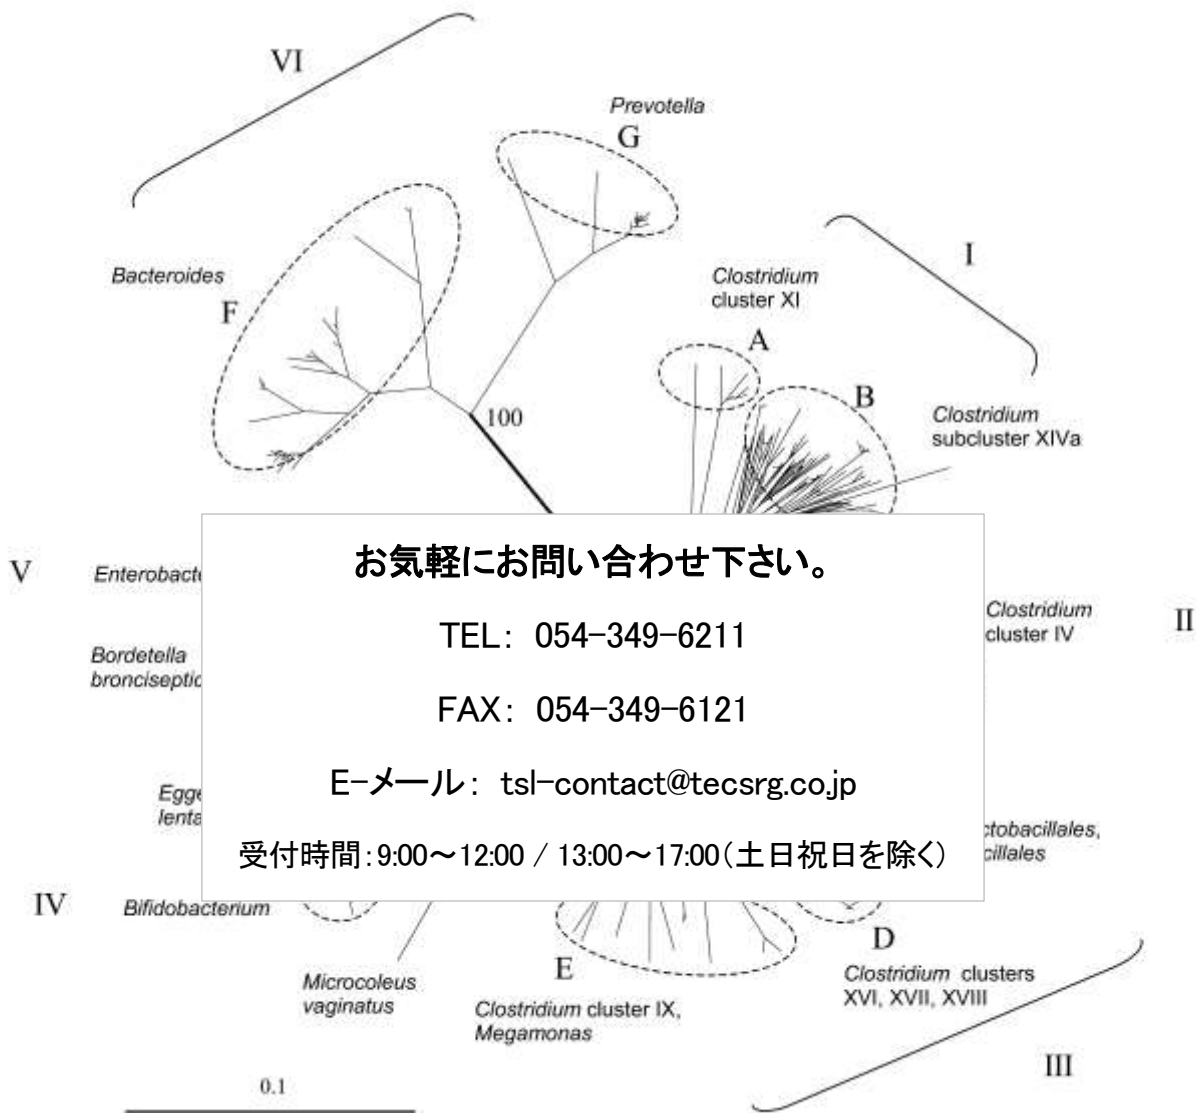 VI
Prevotella
G
I
Bacteroides
F
Clostridium
cluster XI
A
B
Clostridium
subcluster XIVa
100
お気軽にお問い合わせ下さい。
TEL: 054-349-6211
FAX: 054-349-6121
E-メール: tsl-contact@tecsrg.co.jp
受付時間:9:00~12:00 / 13:00~17:00(土日祝日を除く)
V
Clostridium
cluster IV
II
Bordetella
IV
Bifidobacterium
Microcoleus
vaginatus
E
Clostridium cluster IX,
Megamonas
D
Clostridium clusters
XVI, XVII, XVIII
III
0.1